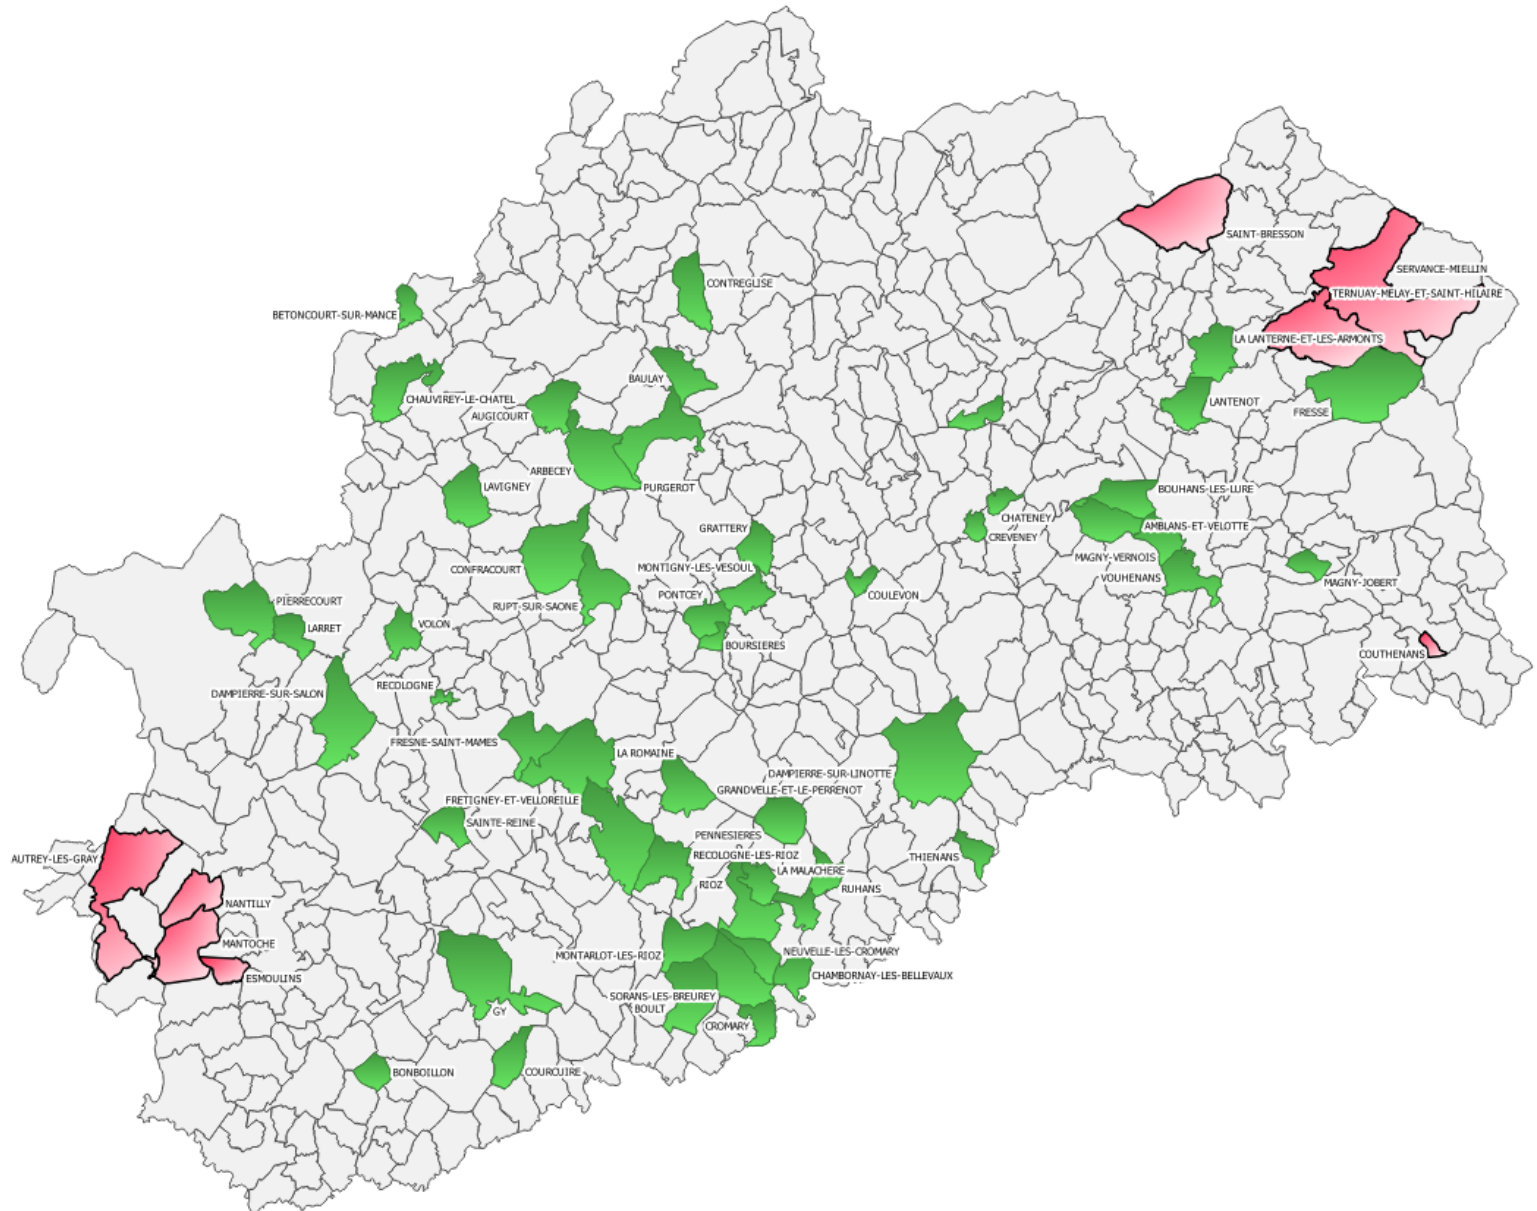 SAINT-BRESSON
SERVANCE-MIELLIN
CONTREGLISE
TERNUAY-MELAY-ET-SAINT-HILAIRE
BETONCOURT-SUR-MANCE
LA LANTERNE-ET-LES-ARMONTS
BAULAY
CHAUVIREY-LE-CHATEL
LANTENOT
FRESSE
AUGICOURT
ARBECEY
LAVIGNEY
PURGEROT
BOUHANS-LES-LURE
CHATENEY
AMBLANS-ET-VELOTTE
GRATTERY
CREVENEY
MAGNY-VERNOIS
MONTIGNY-LES-VESOUL
CONFRACOURT
VOUHENANS
MAGNY-JOBERT
PONTCEY
COULEVON
PIERRECOURT
RUPT-SUR-SAONE
VOLON
LARRET
BOURSIERES
COUTHENANS
RECOLOGNE
DAMPIERRE-SUR-SALON
FRESNE-SAINT-MAMES
LA ROMAINE
DAMPIERRE-SUR-LINOTTE
GRANDVELLE-ET-LE-PERRENOT
FRETIGNEY-ET-VELLOREILLE
SAINTE-REINE
PENNESIERES
RECOLOGNE-LES-RIOZ
THIENANS
AUTREY-LES-GRAY
LA MALACHERE
RIOZ
RUHANS
NANTILLY
MANTOCHE
NEUVELLE-LES-CROMARY
MONTARLOT-LES-RIOZ
CHAMBORNAY-LES-BELLEVAUX
ESMOULINS
SORANS-LES-BREUREY
BOULT
GY
CROMARY
BONBOILLON
COURCUIRE